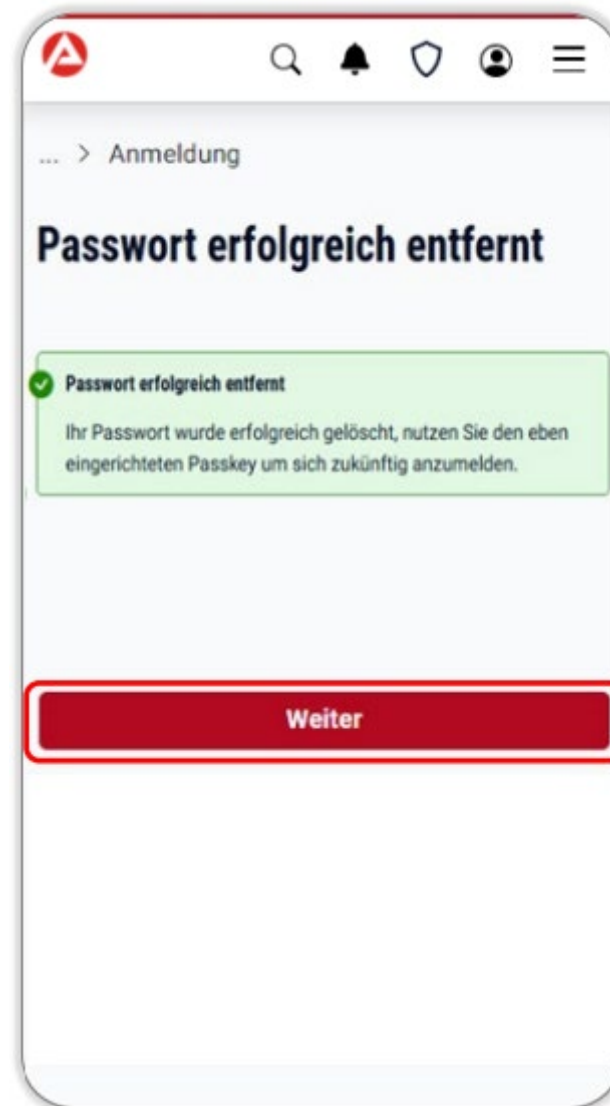 ... > Anmeldung
Passwort erfolgreich entfernt
Passwort erfolgreich entfernt
Ihr Passwort wurde erfolgreich gelöscht, nutzen Sie den eben
eingerichteten Passkey um sich zukünftig anzumelden.
Weiter